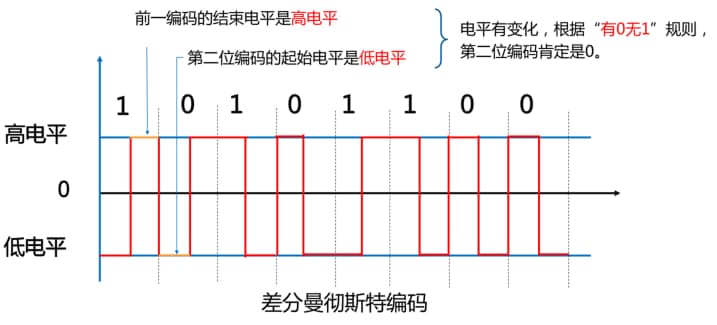 前一编码的结束电平是高电平
第二位编码的起始电平是低电平
电平有变化，根据“有0无1”规则，
第二位编码肯定是0。
1 0 1 0 1 1 0 0
高电平
0
低电平
差分曼彻斯特编码